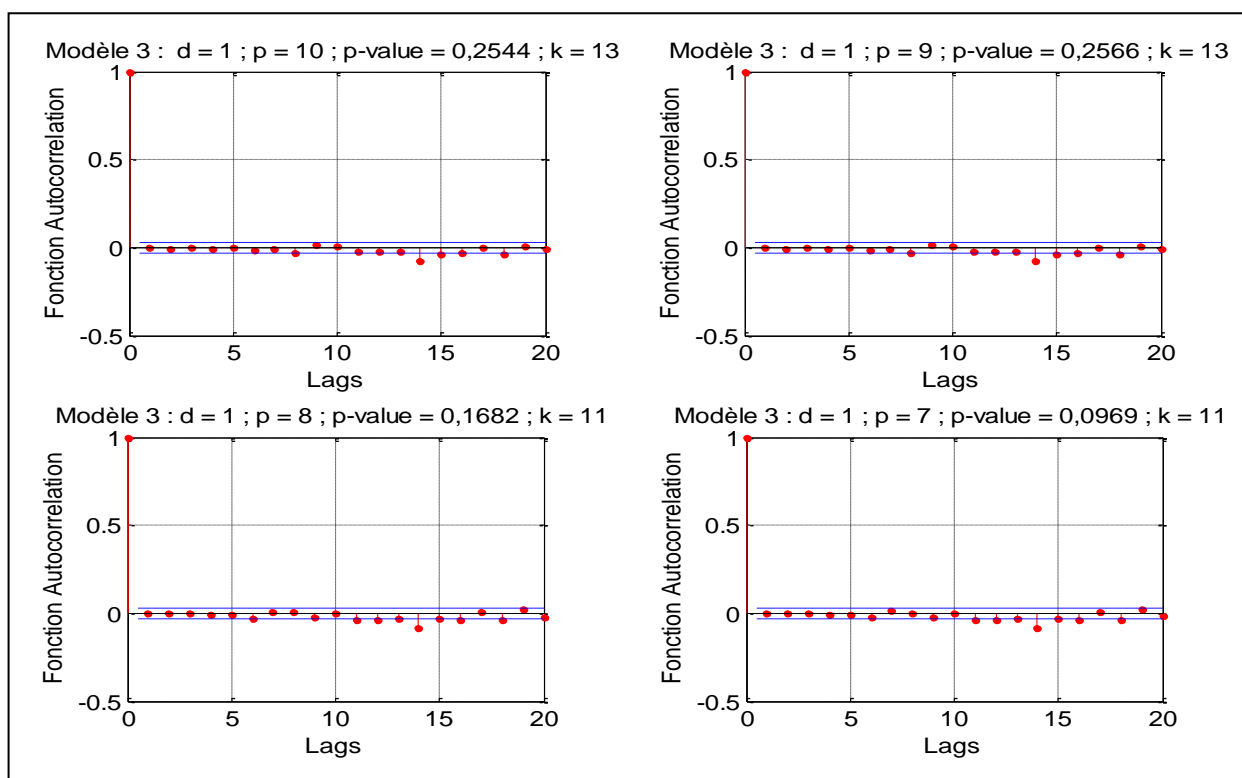 Modèle 3 : d = 1 ; p = 10 ; p-value = 0,2544 ; k = 13
1
0.5
0
-0.5
Fonction Autocorrelation
0 5 10 15 20
Lags
Modèle 3 : d = 1 ; p = 9 ; p-value = 0,2566 ; k = 13
1
0.5
0
-0.5
Fonction Autocorrelation
0 5 10 15 20
Lags
Modèle 3 : d = 1 ; p = 8 ; p-value = 0,1682 ; k = 11
1
0.5
0
-0.5
Fonction Autocorrelation
0 5 10 15 20
Lags
Modèle 3 : d = 1 ; p = 7 ; p-value = 0,0969 ; k = 11
1
0.5
0
-0.5
Fonction Autocorrelation
0 5 10 15 20
Lags